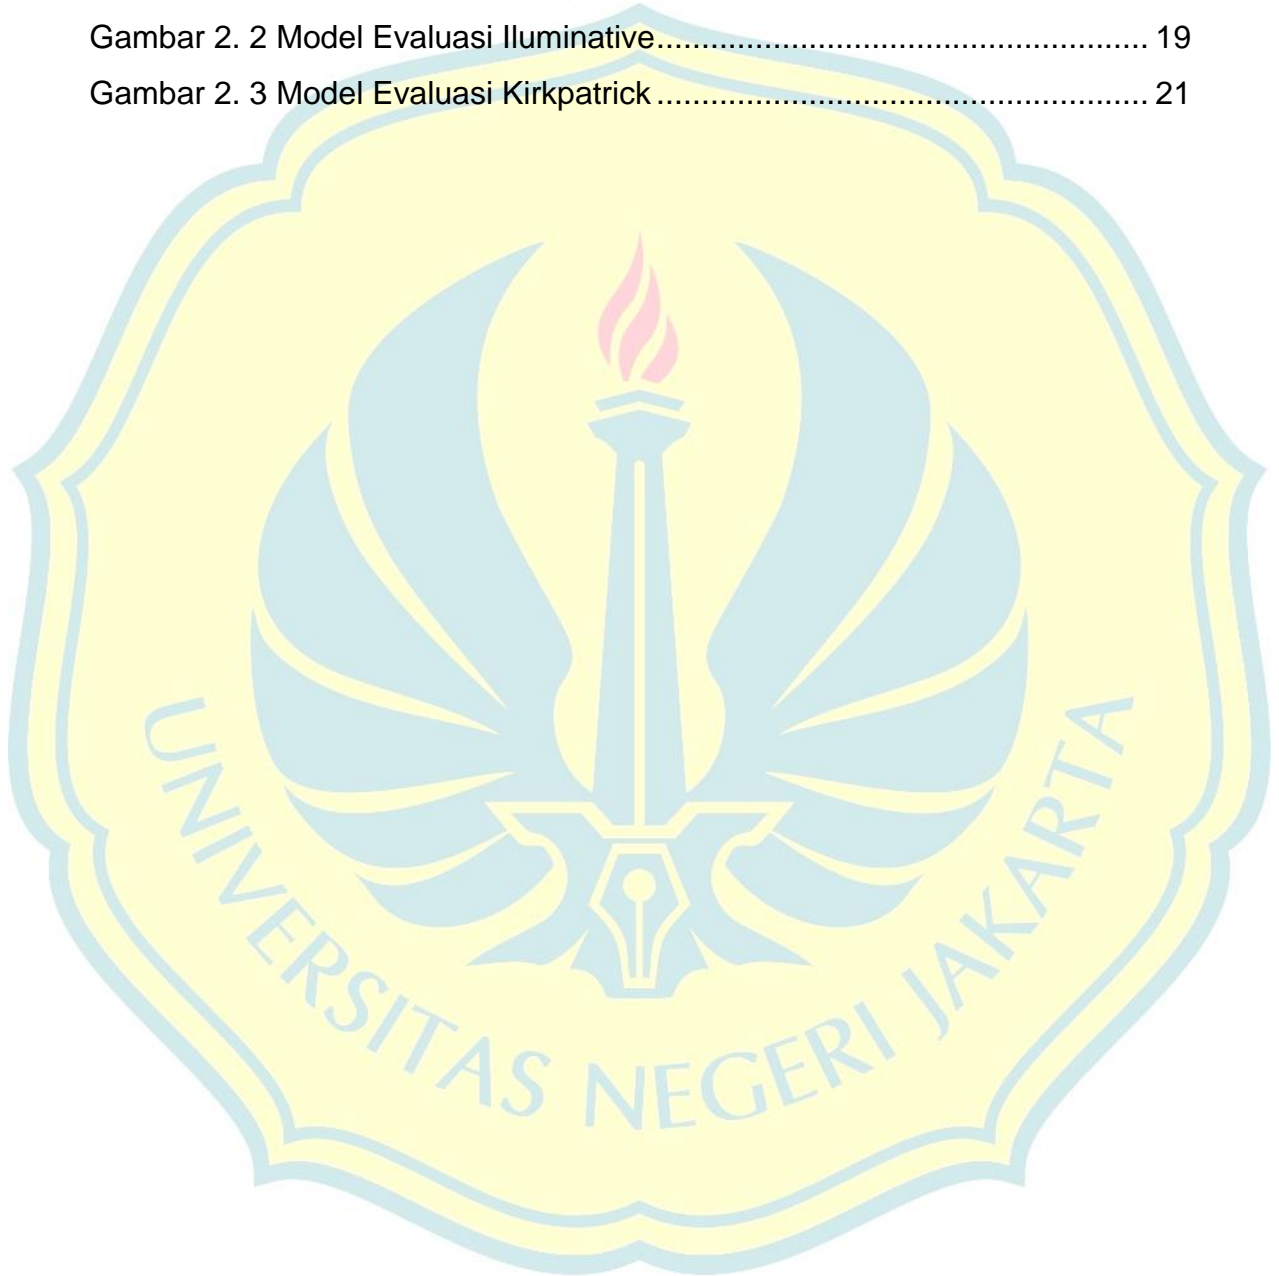 Gambar 2. 2 Model Evaluasi Iluminative....................................................... 19
Gambar 2. 3 Model Evaluasi Kirkpatrick ....................................................... 21
UNIVERSITAS NEGERI JAKARTA